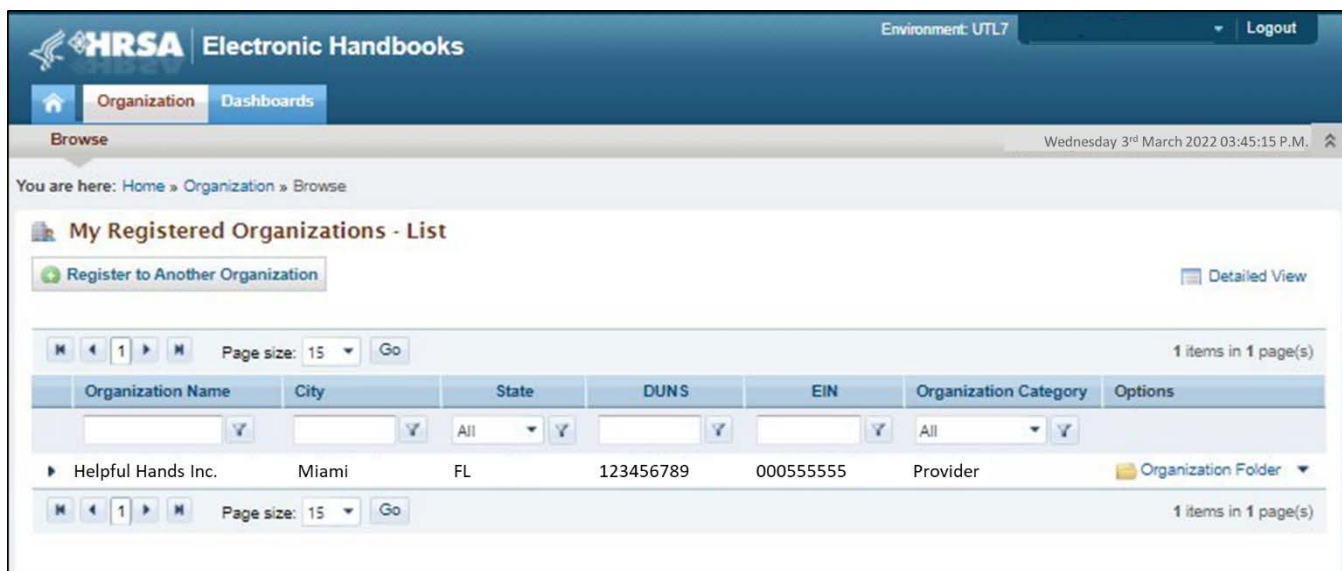 Environment: UTL7 Logout
HRSA Electronic Handbooks
Organization Dashboards
Browse Wednesday 3rd March 2022 03:45:15 P.M.
You are here: Home » Organization » Browse
My Registered Organizations - List
Register to Another Organization Detailed View
1 Page size: 15 Go 1 items in 1 page(s)
Organization Name City State DUNS EIN Organization Category Options
All All
Helpful Hands Inc. Miami FL 123456789 000555555 Provider Organization Folder
1 Page size: 15 Go 1 items in 1 page(s)